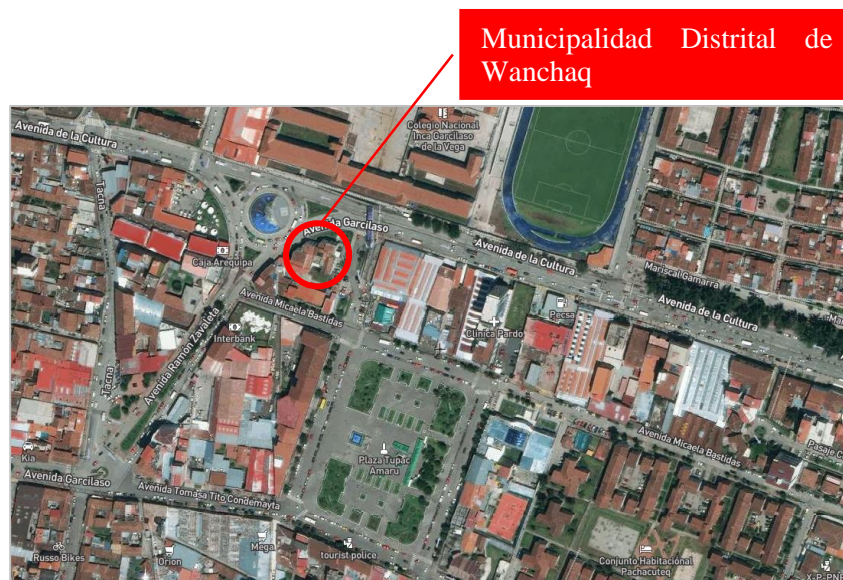 Municipalidad Distrital de
Wanchaq
Avenida de la Cultura
Colegio Nacional
Inca Garcilaso
de la Vega
Tacna
Avenida Garcilaso
Caja Arequipa
Avenida de la Cultura
Mariscal Gamarra
Avenida Micaela Bastidas
Pecsa
Avenida de la Cultura
Clínica Pardo
Interbank
Avenida Ramón Zavaleta
Tacna
Avenida Micaela Bastidas
Kia
Plaza Tupac
Amaru
Avenida Garcilaso
Avenida Tomasa Tito Condemayta
Mega
Russo Bikes
Orion
tourist police
Conjunto Habitacional
Pachacuteq
X-P-PNP